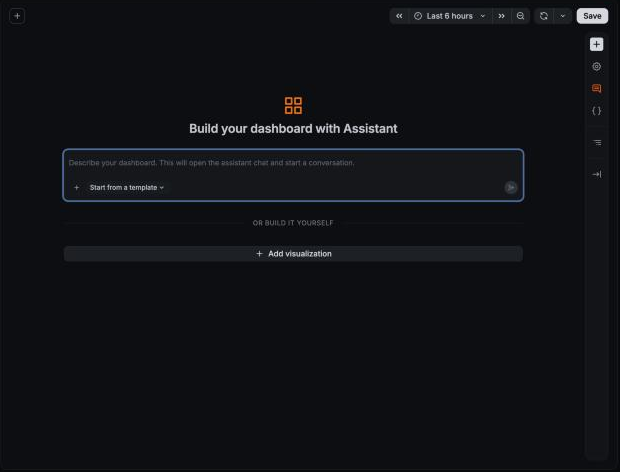 Last 6 hours
Save
Build your dashboard with Assistant
Describe your dashboard. This will open the assistant chat and start a conversation.
Start from a template
OR BUILD IT YOURSELF
Add visualization